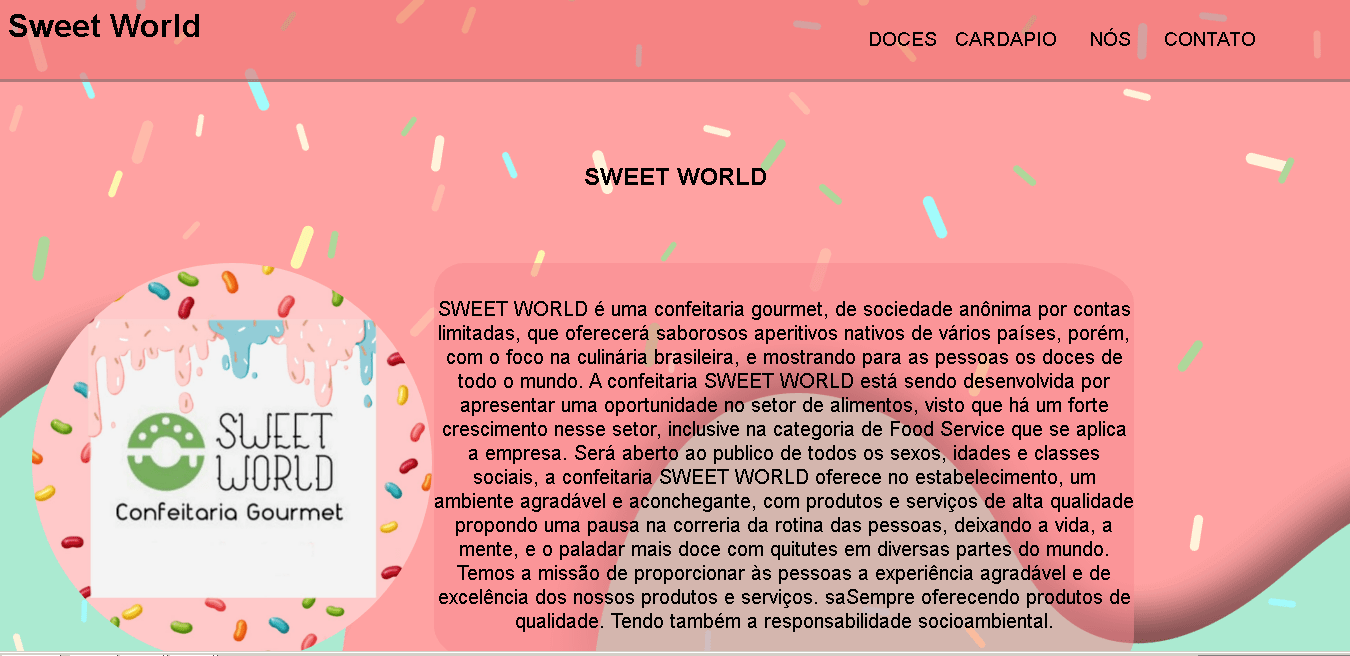 Sweet World
DOCES CARDAPIO NÓS CONTATO
SWEET WORLD
SWEET WORLD
Confeitaria Gourmet
SWEET WORLD é uma confeitaria gourmet, de sociedade anônima por contas
limitadas, que oferecerá saborosos aperitivos nativos de vários países, porém,
com o foco na culinária brasileira, e mostrando para as pessoas os doces de
todo o mundo. A confeitaria SWEET WORLD está sendo desenvolvida por
apresentar uma oportunidade no setor de alimentos, visto que há um forte
crescimento nesse setor, inclusive na categoria de Food Service que se aplica
a empresa. Será aberto ao publico de todos os sexos, idades e classes
sociais, a confeitaria SWEET WORLD oferece no estabelecimento, um
ambiente agradável e aconchegante, com produtos e serviços de alta qualidade
propondo uma pausa na correria da rotina das pessoas, deixando a vida, a
mente, e o paladar mais doce com quitutes em diversas partes do mundo.
Temos a missão de proporcionar às pessoas a experiência agradável e de
excelência dos nossos produtos e serviços. saSempre oferecendo produtos de
qualidade. Tendo também a responsabilidade socioambiental.